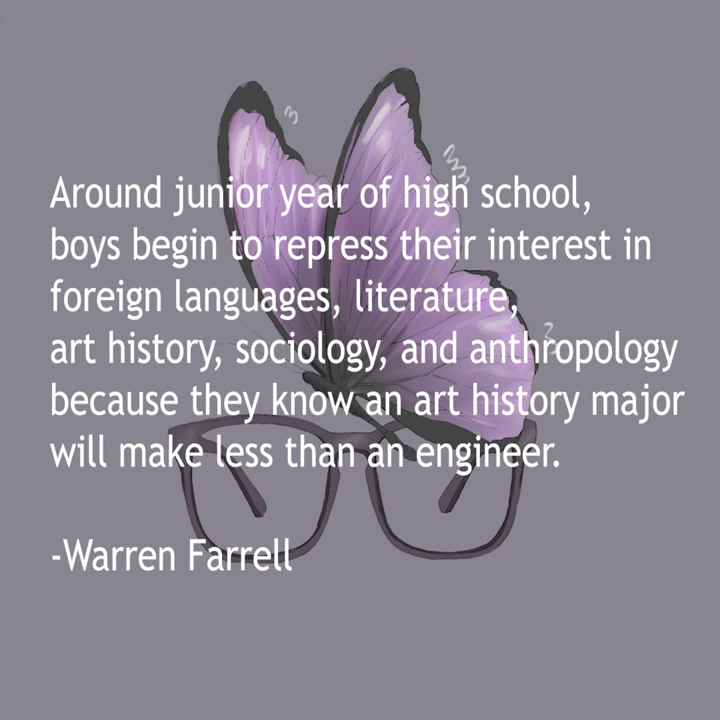 Around junior year of high school,
boys begin to repress their interest in
foreign languages, literature,
art history, sociology, and anthropology
because they know an art history major
will make less than an engineer.
-Warren Farrell